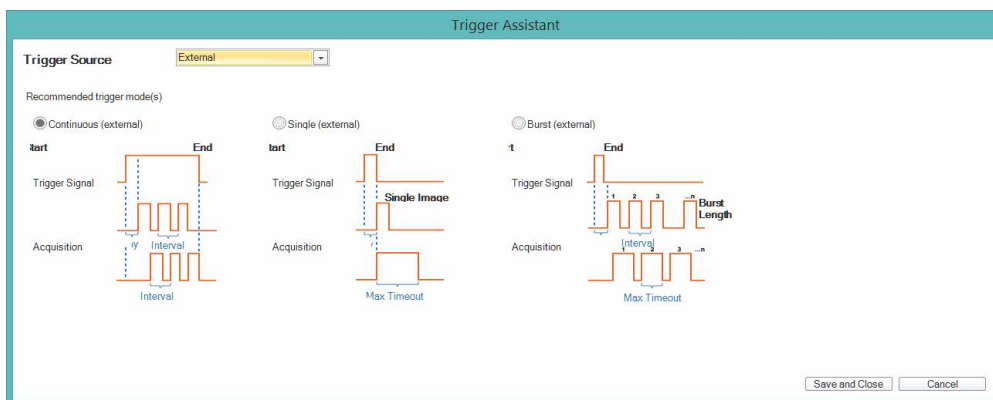 Trigger Assistant
Trigger Source
External
Recommended trigger mode(s)
Continuous (external)
Single (external)
Burst (external)
End
End
End
Trigger Signal
Trigger Signal
Single Image
Trigger Signal
1 2 3 ...n
Burst
Length
Acquisition
Interval
Acquisition
Acquisition
Interval
1 2 3 ...n
Interval
Max Timeout
Max Timeout
Save and Close
Cancel